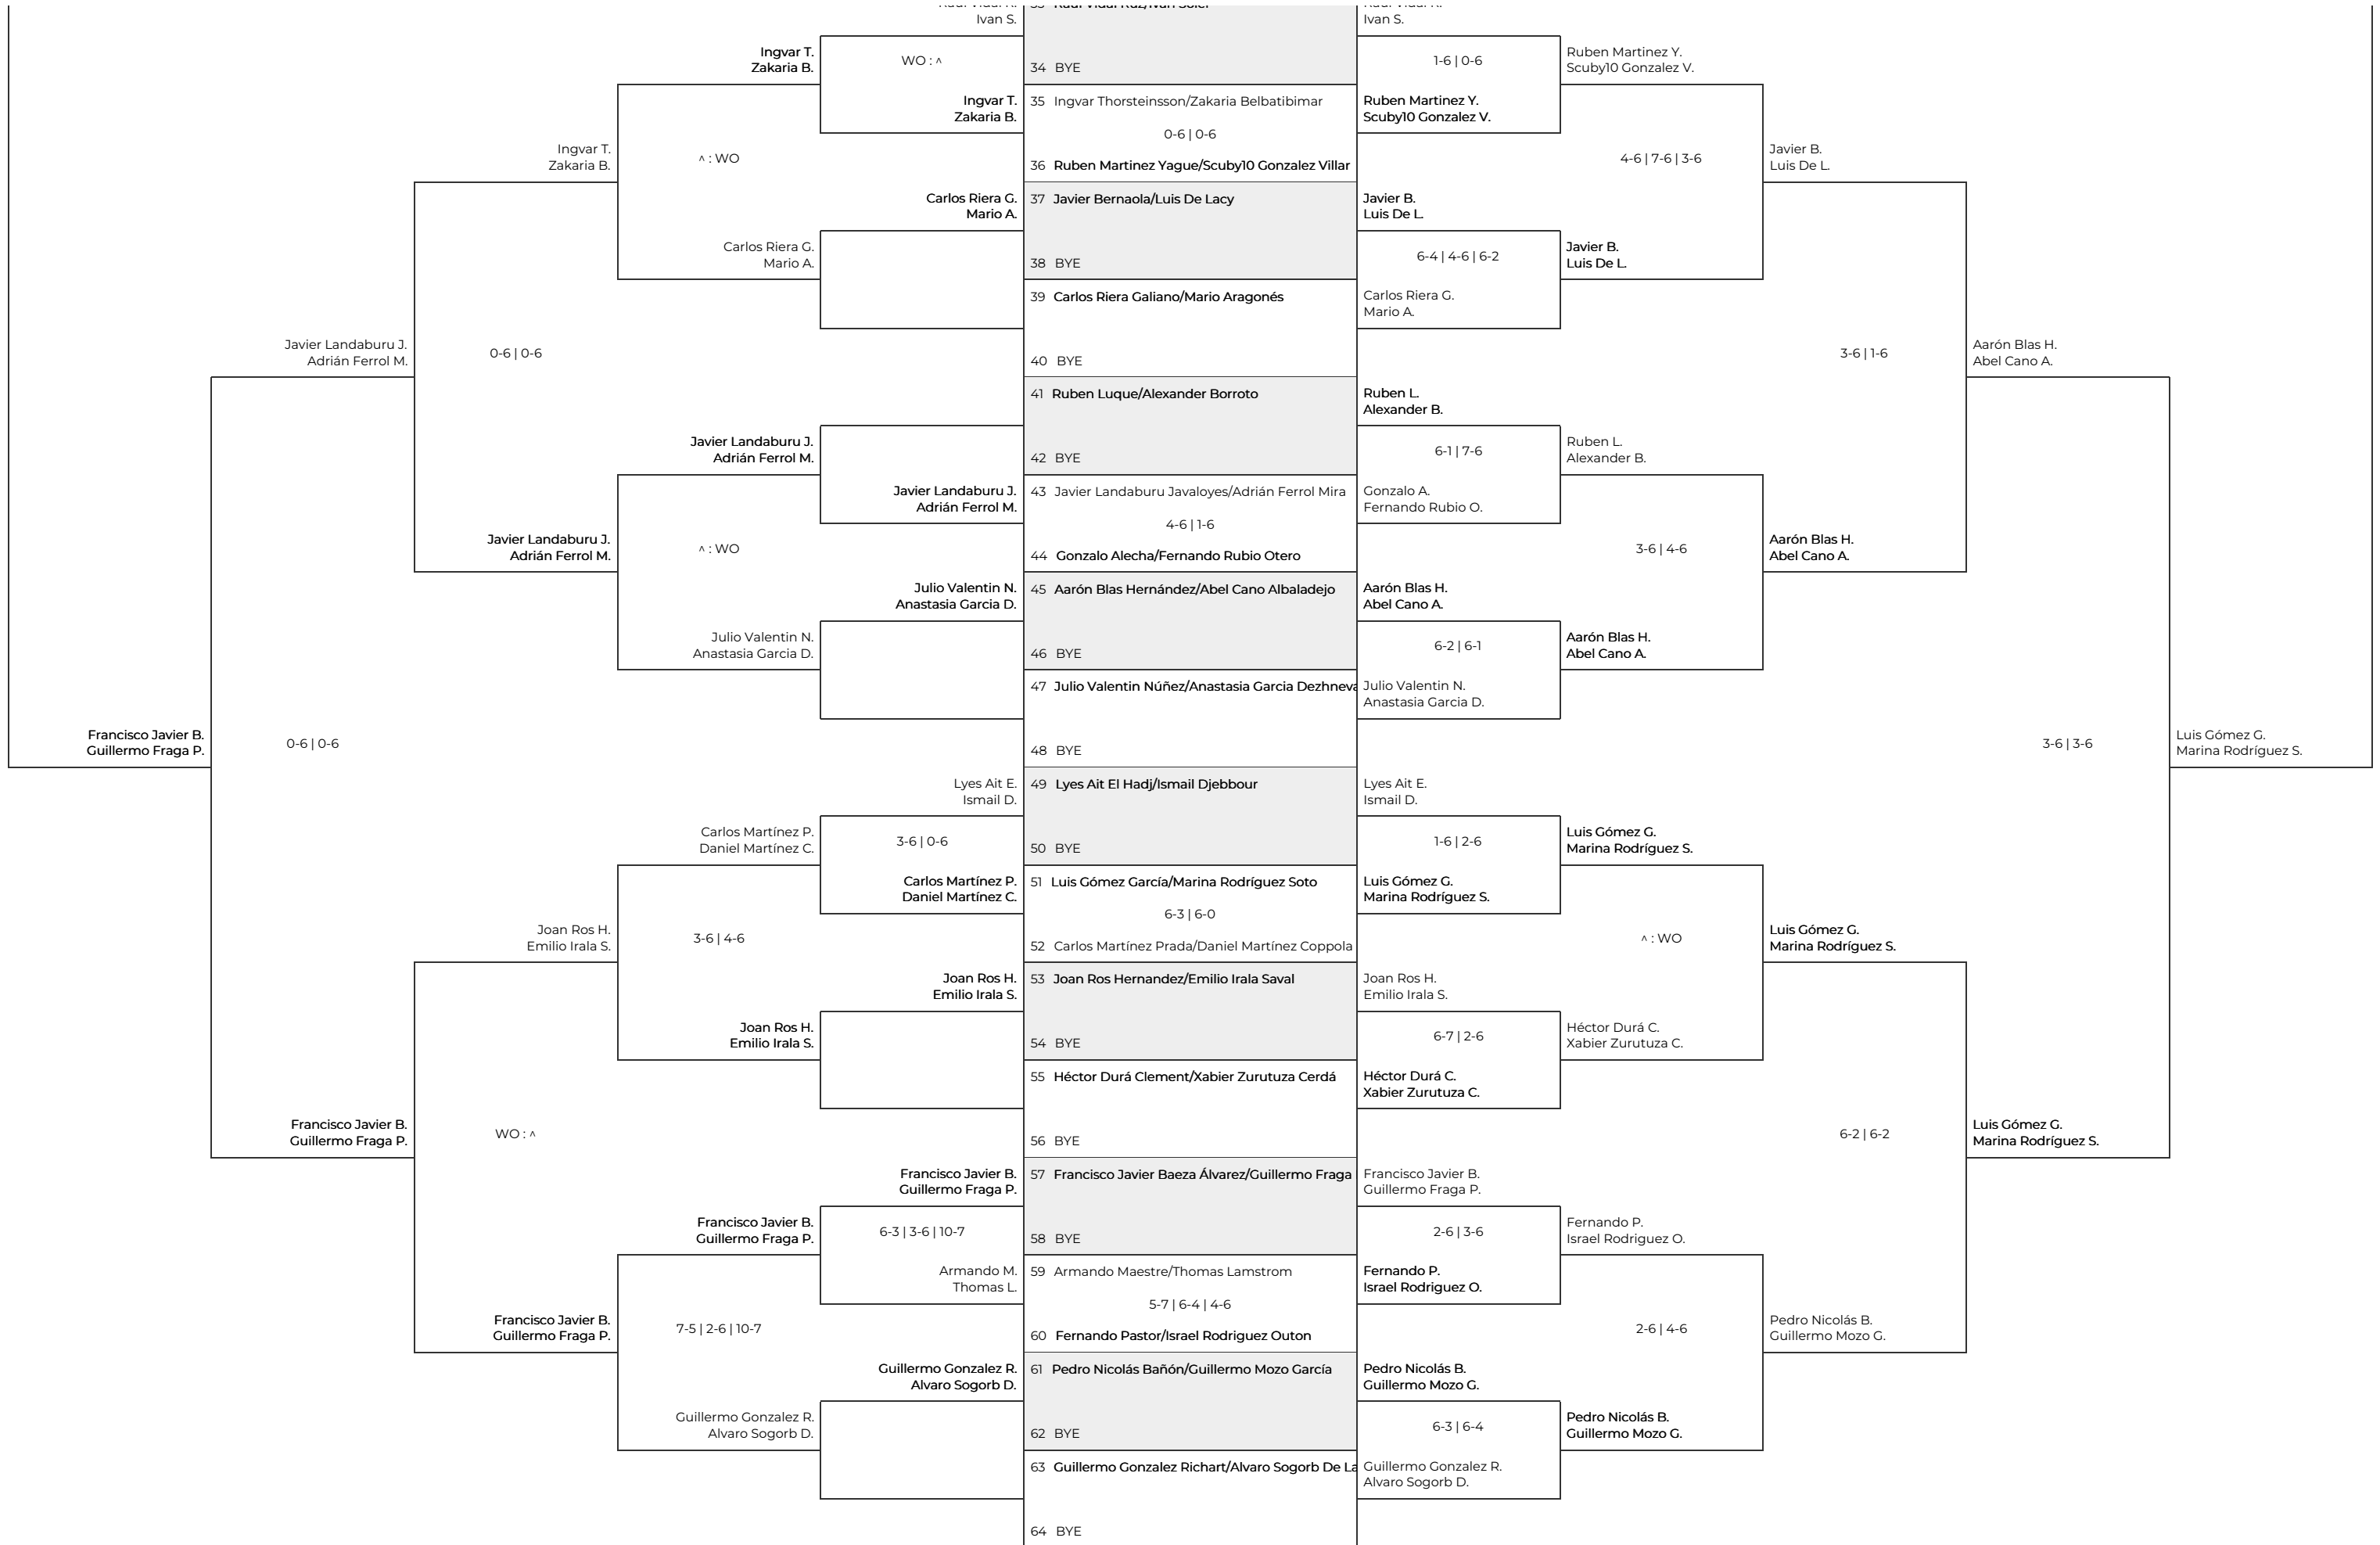 Ivan S.
Ivan S.
Ingvar T.
Zakaria B.
WO : ^
34 BYE
1-6 | 0-6
Ruben Martinez Y.
Scuby10 Gonzalez V.
Ingvar T.
Zakaria B.
35 Ingvar Thorsteinsson/Zakaria Belbatibimar
0-6 | 0-6
36 Ruben Martinez Yague/Scuby10 Gonzalez Villar
Ruben Martinez Y.
Scuby10 Gonzalez V.
Ingvar T.
Zakaria B.
^ : WO
4-6 | 7-6 | 3-6
Javier B.
Luis De L.
Carlos Riera G.
Mario A.
37 Javier Bernaola/Luis De Lacy
Javier B.
Luis De L.
Carlos Riera G.
Mario A.
38 BYE
6-4 | 4-6 | 6-2
Javier B.
Luis De L.
39 Carlos Riera Galiano/Mario Aragonés
Carlos Riera G.
Mario A.
Javier Landaburu J.
Adrián Ferrol M.
0-6 | 0-6
40 BYE
3-6 | 1-6
Aarón Blas H.
Abel Cano A.
41 Ruben Luque/Alexander Borroto
Ruben L.
Alexander B.
Javier Landaburu J.
Adrián Ferrol M.
42 BYE
6-1 | 7-6
Ruben L.
Alexander B.
Javier Landaburu J.
Adrián Ferrol M.
43 Javier Landaburu Javaloyes/Adrián Ferrol Mira
4-6 | 1-6
44 Gonzalo Alecha/Fernando Rubio Otero
Gonzalo A.
Fernando Rubio O.
Javier Landaburu J.
Adrián Ferrol M.
^ : WO
3-6 | 4-6
Aarón Blas H.
Abel Cano A.
Julio Valentin N.
Anastasia Garcia D.
45 Aarón Blas Hernández/Abel Cano Albaladejo
Aarón Blas H.
Abel Cano A.
Julio Valentin N.
Anastasia Garcia D.
46 BYE
6-2 | 6-1
Aarón Blas H.
Abel Cano A.
47 Julio Valentin Núñez/Anastasia Garcia Dezhneva
Julio Valentin N.
Anastasia Garcia D.
Francisco Javier B.
Guillermo Fraga P.
0-6 | 0-6
48 BYE
3-6 | 3-6
Luis Gómez G.
Marina Rodríguez S.
Lyes Ait E.
Ismail D.
49 Lyes Ait El Hadj/Ismail Djebbour
Lyes Ait E.
Ismail D.
Carlos Martínez P.
Daniel Martínez C.
3-6 | 0-6
50 BYE
1-6 | 2-6
Luis Gómez G.
Marina Rodríguez S.
Carlos Martínez P.
Daniel Martínez C.
51 Luis Gómez García/Marina Rodríguez Soto
6-3 | 6-0
52 Carlos Martínez Prada/Daniel Martínez Coppola
Luis Gómez G.
Marina Rodríguez S.
Joan Ros H.
Emilio Irala S.
3-6 | 4-6
^ : WO
Luis Gómez G.
Marina Rodríguez S.
Joan Ros H.
Emilio Irala S.
53 Joan Ros Hernandez/Emilio Irala Saval
Joan Ros H.
Emilio Irala S.
Joan Ros H.
Emilio Irala S.
54 BYE
6-7 | 2-6
Héctor Durá C.
Xabier Zurutuza C.
55 Héctor Durá Clement/Xabier Zurutuza Cerdá
Héctor Durá C.
Xabier Zurutuza C.
Francisco Javier B.
Guillermo Fraga P.
WO : ^
56 BYE
6-2 | 6-2
Luis Gómez G.
Marina Rodríguez S.
Francisco Javier B.
Guillermo Fraga P.
57 Francisco Javier Baeza Álvarez/Guillermo Fraga
Francisco Javier B.
Guillermo Fraga P.
Francisco Javier B.
Guillermo Fraga P.
6-3 | 3-6 | 10-7
58 BYE
2-6 | 3-6
Fernando P.
Israel Rodriguez O.
Armando M.
Thomas L.
59 Armando Maestre/Thomas Lamstrom
5-7 | 6-4 | 4-6
60 Fernando Pastor/Israel Rodriguez Outon
Fernando P.
Israel Rodriguez O.
Francisco Javier B.
Guillermo Fraga P.
7-5 | 2-6 | 10-7
2-6 | 4-6
Pedro Nicolás B.
Guillermo Mozo G.
Guillermo Gonzalez R.
Alvaro Sogorb D.
61 Pedro Nicolás Bañón/Guillermo Mozo García
Pedro Nicolás B.
Guillermo Mozo G.
Guillermo Gonzalez R.
Alvaro Sogorb D.
62 BYE
6-3 | 6-4
Pedro Nicolás B.
Guillermo Mozo G.
63 Guillermo Gonzalez Richart/Alvaro Sogorb De La
Guillermo Gonzalez R.
Alvaro Sogorb D.
64 BYE